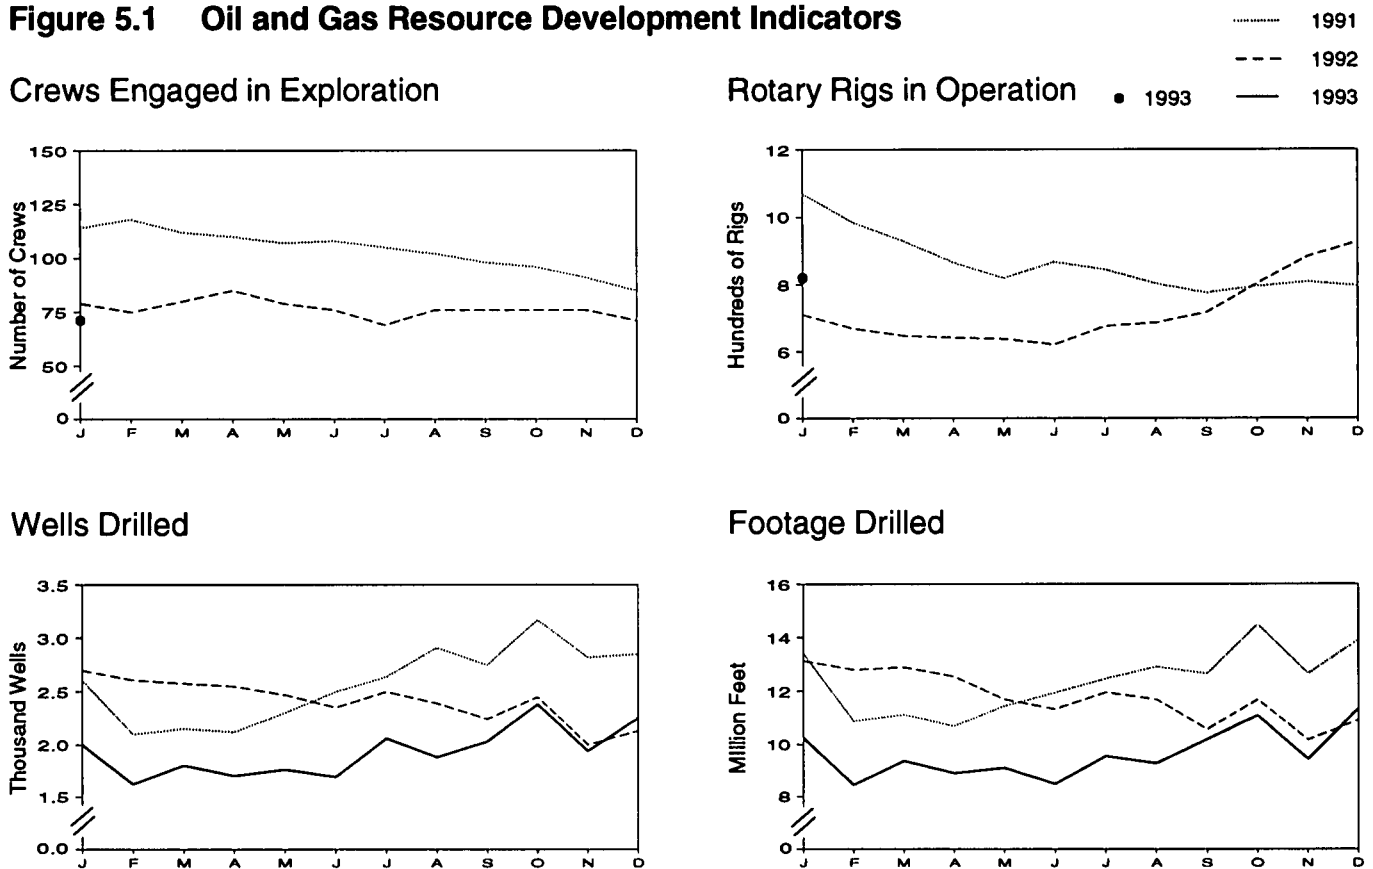 Figure 5.1 Oil and Gas Resource Development Indicators
1991
1992
1993
1993
Crews Engaged in Exploration
Number of Crews
150
125
100
75
50
0
J F M A M J J A S O N D
Rotary Rigs in Operation
Hundreds of Rigs
12
10
8
6
0
J F M A M J J A S O N D
Wells Drilled
Thousand Wells
3.5
3.0
2.5
2.0
1.5
0.0
J F M A M J J A S O N D
Footage Drilled
Million Feet
16
14
12
10
8
0
J F M A M J J A S O N D